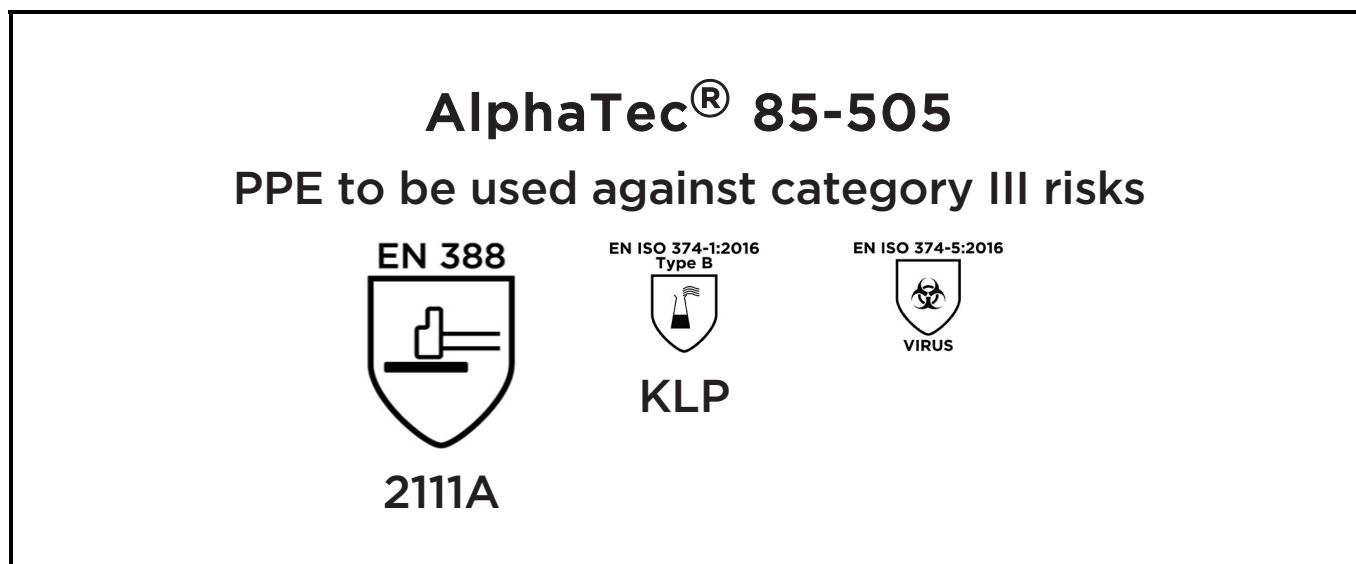 AlphaTec® 85-505
PPE to be used against category III risks
EN 388
2111A
EN ISO 374-1:2016
Type B
KLP
EN ISO 374-5:2016
VIRUS